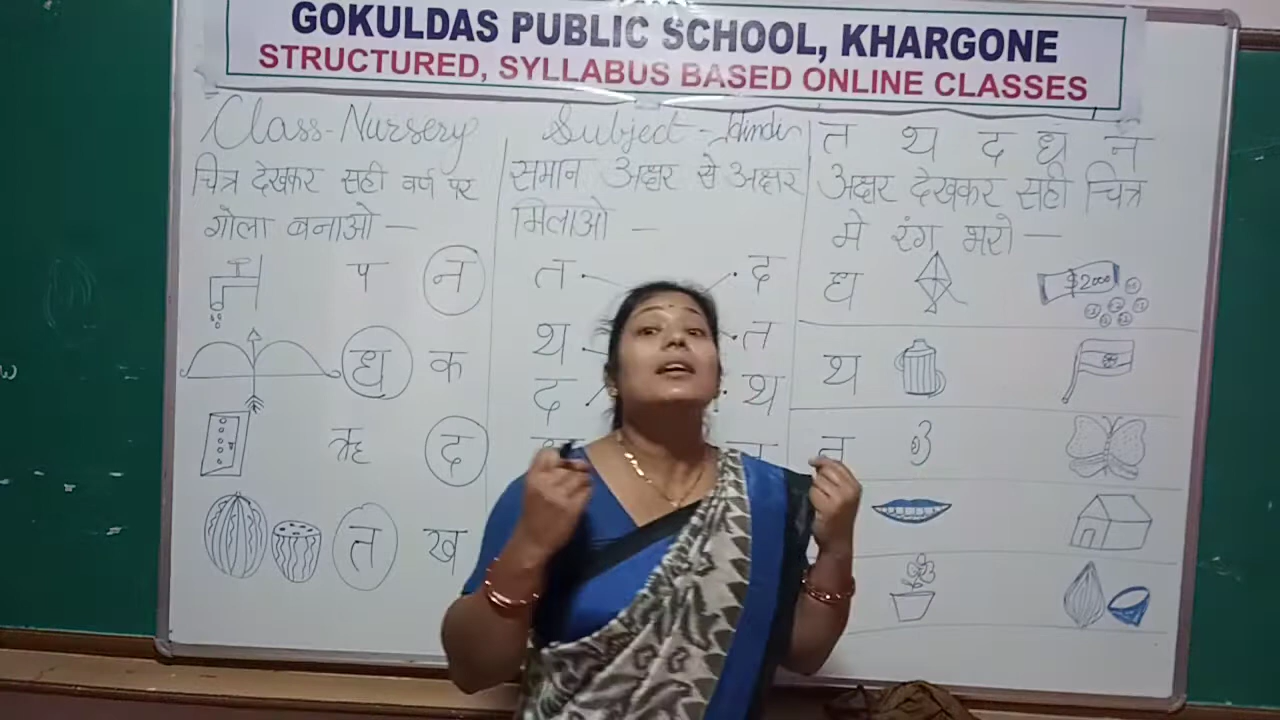 GOKULDAS PUBLIC SCHOOL, KHARGONE
STRUCTURED, SYLLABUS BASED ONLINE CLASSES
Class-Nursery
चित्र देखकर सही वर्ण पर
गोला बनाओ —
प न
ध क
ऋ द
त ख
Subject - Hindi
समान अक्षर से अक्षर
मिलाओ —
त द
थ त
द थ
त थ द ध न
अक्षर देखकर सही चित्र
मे रंग भरो —
ध
2000
थ
न